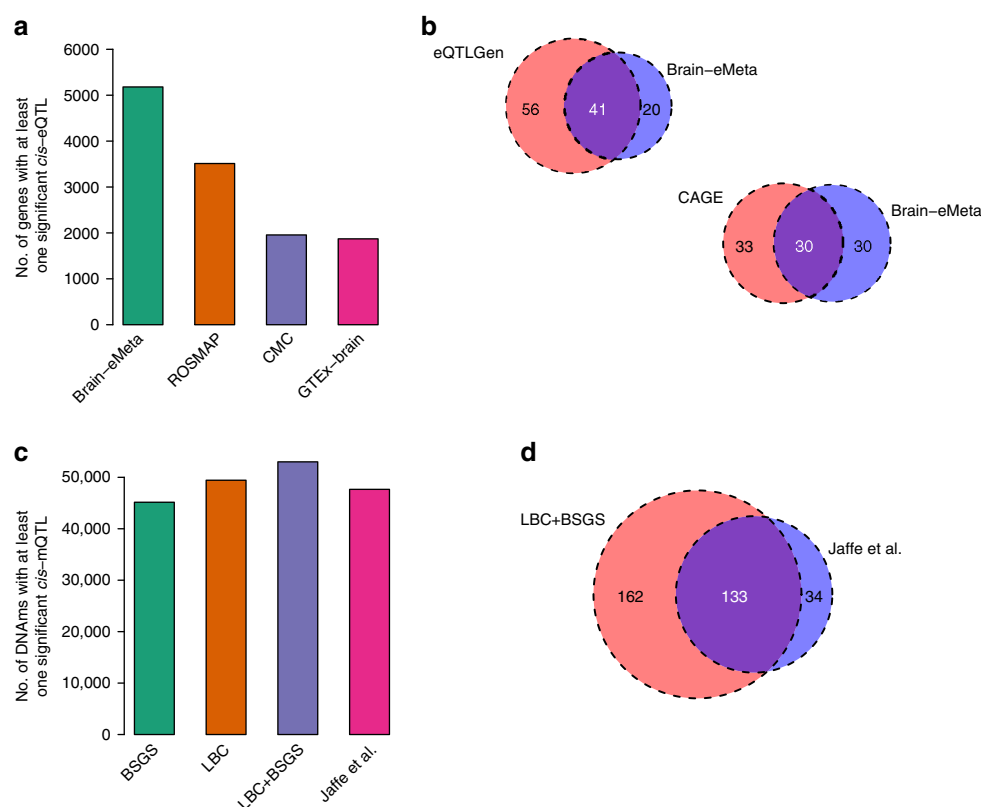 a
No. of genes with at least
one significant cis–eQTL
6000
5000
4000
3000
2000
1000
0
Brain–eMeta
ROSMAP
CMC
GTEx–brain
b
eQTLGen
Brain–eMeta
56
41
20
CAGE
Brain–eMeta
33
30
30
c
No. of DNAms with at least
one significant cis–mQTL
50,000
40,000
30,000
20,000
10,000
0
BSGS
LBC
LBC+BSGS
Jaffe et al.
d
LBC+BSGS
Jaffe et al.
162
133
34